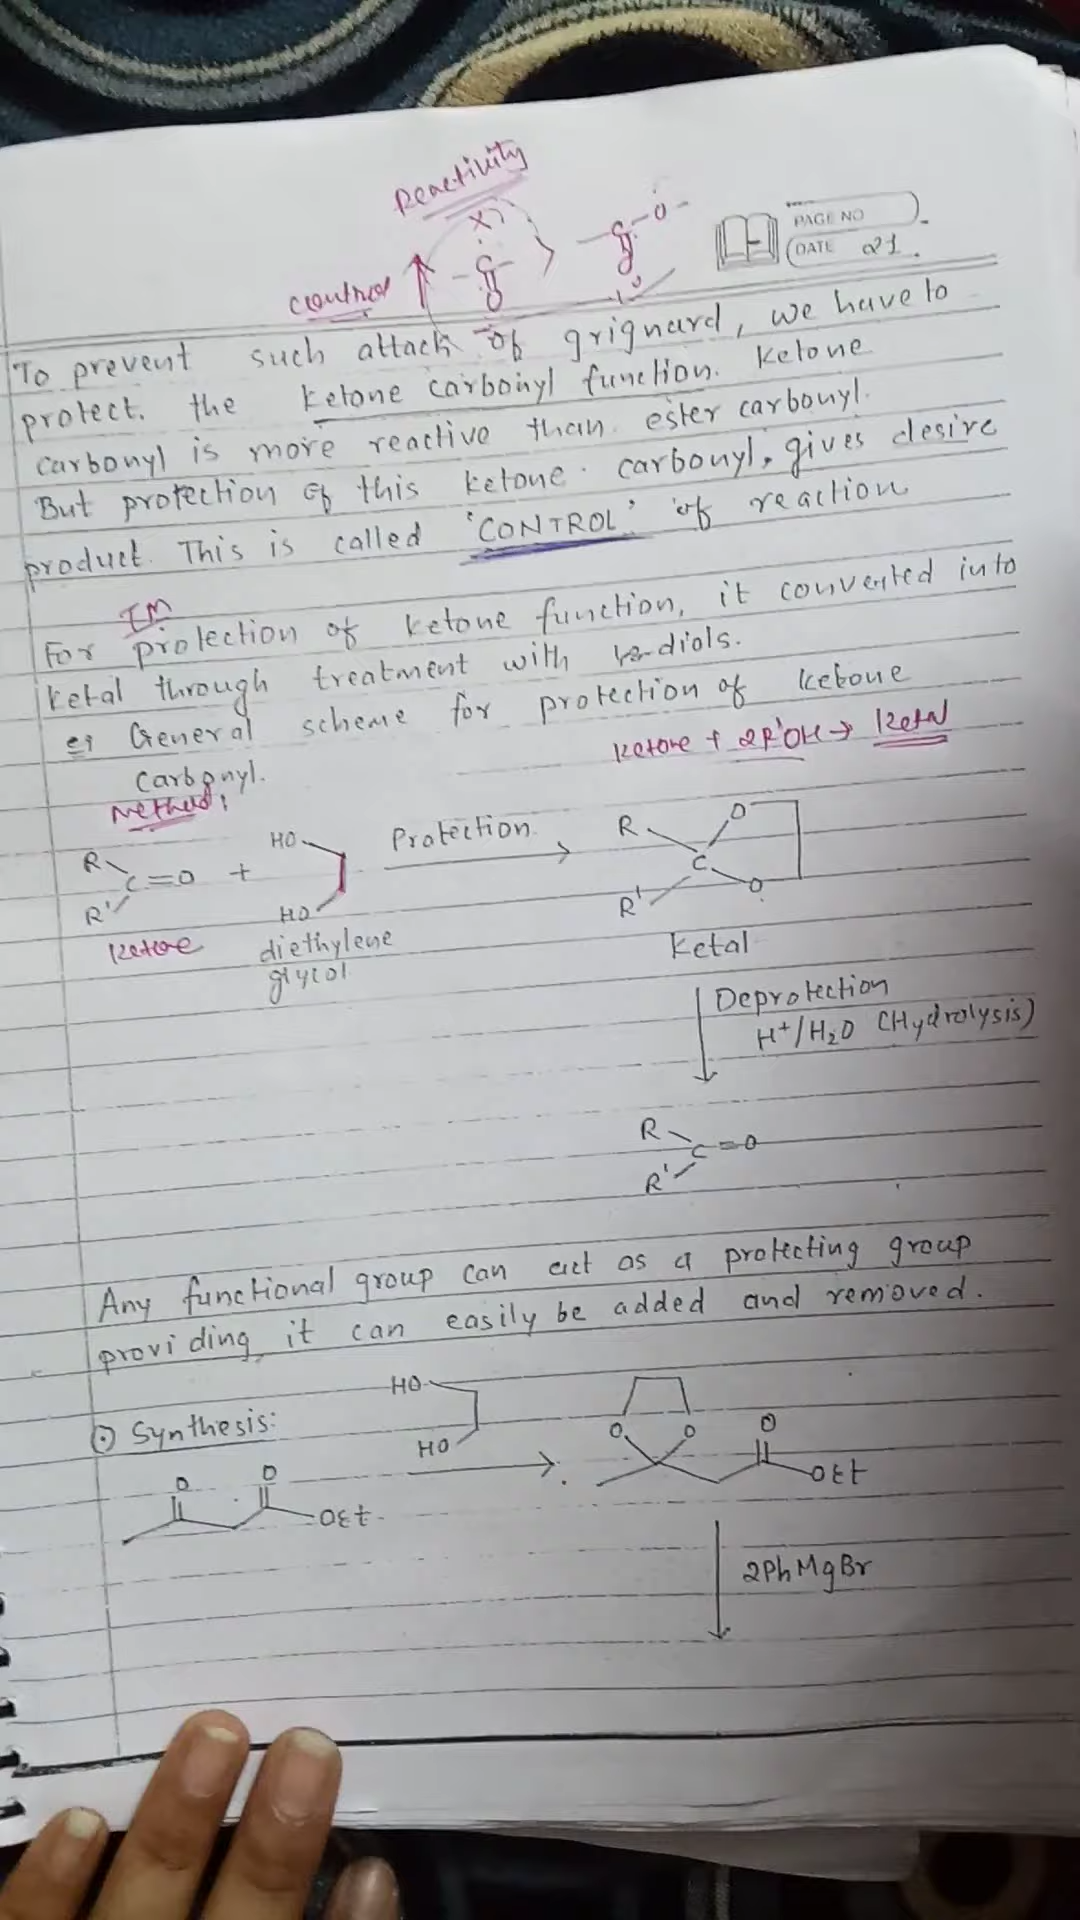 Reactivity
PAGE NO
DATE 21.
control
To prevent such attack of grignard, we have to
protect. the ketone carbonyl function. Ketone
carbonyl is more reactive than ester carbonyl.
But protection of this ketone carbonyl, gives desire
product. This is called 'CONTROL' of reaction
IM
For protection of ketone function, it converted into
ketal through treatment with diols.
eg General scheme for protection of ketone
carbonyl.
Ketone + 2R'OH → Ketal
Method:
R R' C=O + HO HO Protection R R' C O O
Ketone diethylene glycol Ketal
Deprotection
H+/H2O (Hydrolysis)
R R' C=O
Any functional group can act as a protecting group
providing, it can easily be added and removed.
Synthesis:
HO
HO
O O OEt
O O O OEt
2PhMgBr